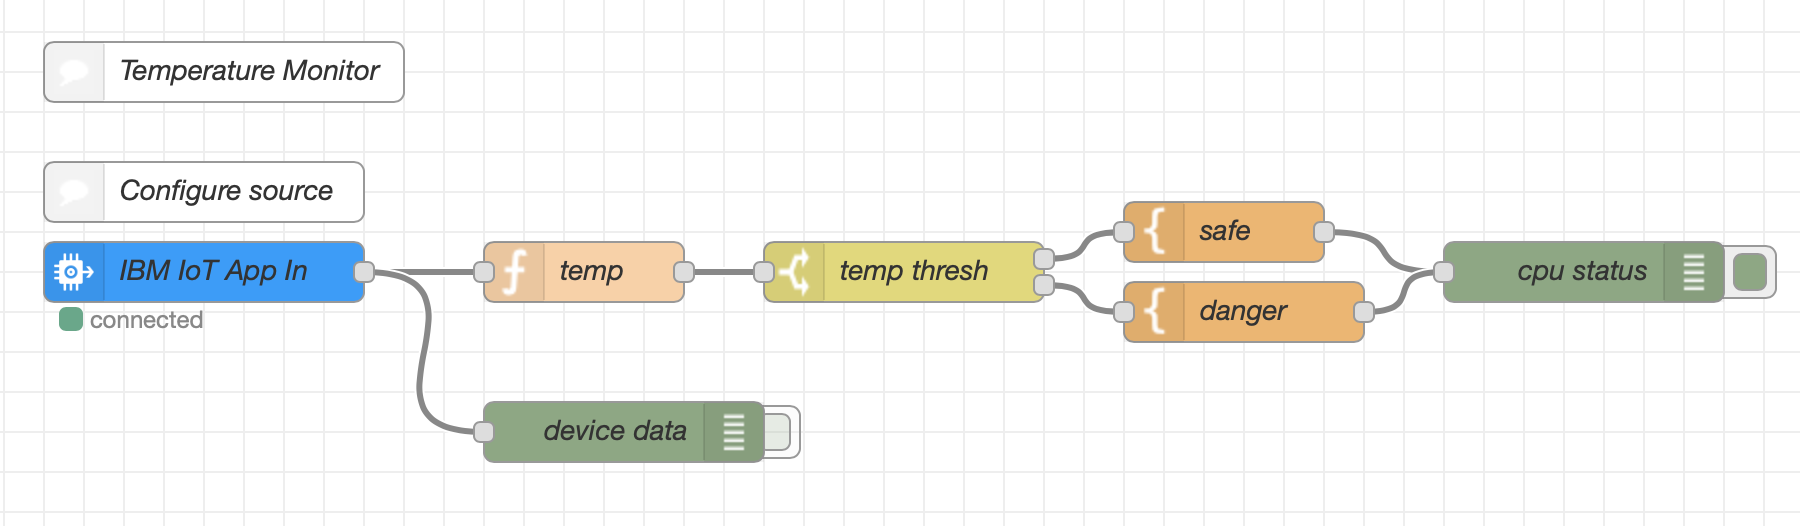 Temperature Monitor
Configure source
IBM IoT App In
connected
temp
temp thresh
safe
danger
cpu status
device data